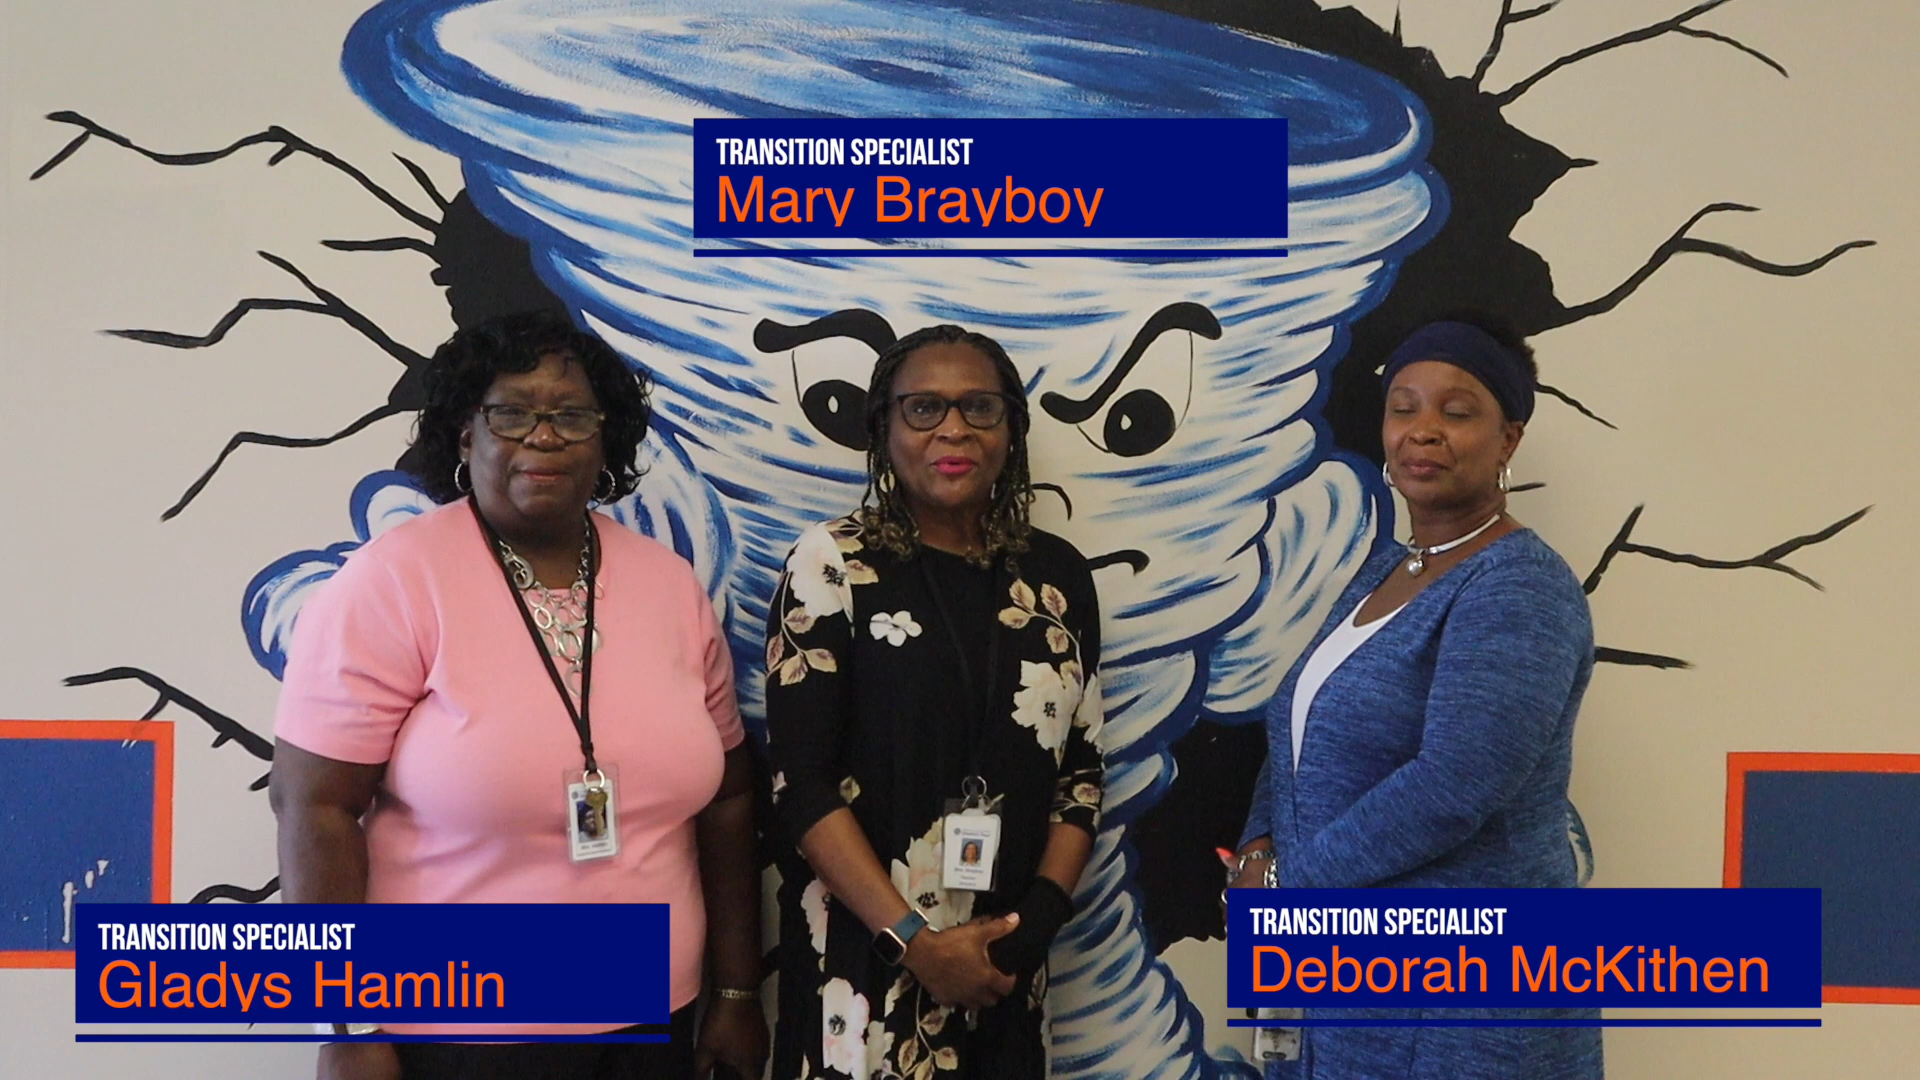 TRANSITION SPECIALIST
Mary Brayboy
TRANSITION SPECIALIST
Gladys Hamlin
TRANSITION SPECIALIST
Deborah McKithen